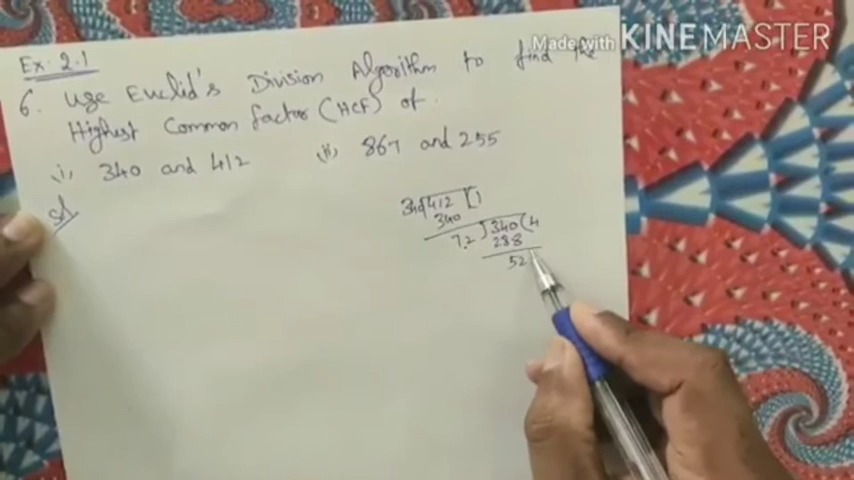 Made with KINEMASTER
Ex. 2.1
6. Use Euclid's Division Algorithm to find the
Highest Common Factor (HCF) of.
(i) 340 and 412 (ii) 867 and 255
Sol
340)412(1
340
72)340(4
288
52